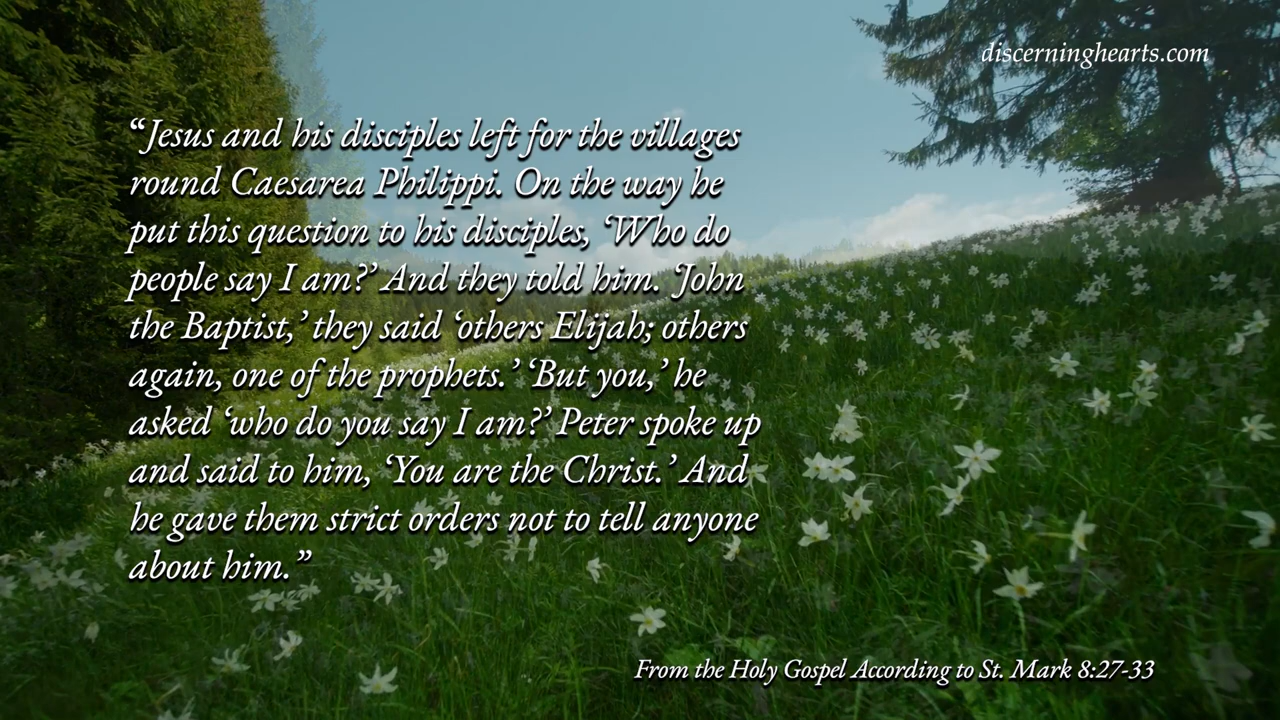 discerninghearts.com
“Jesus and his disciples left for the villages
round Caesarea Philippi. On the way he
put this question to his disciples, ‘Who do
people say I am?’ And they told him. ‘John
the Baptist,’ they said ‘others Elijah; others
again, one of the prophets.’ ‘But you,’ he
asked ‘who do you say I am?’ Peter spoke up
and said to him, ‘You are the Christ.’ And
he gave them strict orders not to tell anyone
about him.”
From the Holy Gospel According to St. Mark 8:27-33